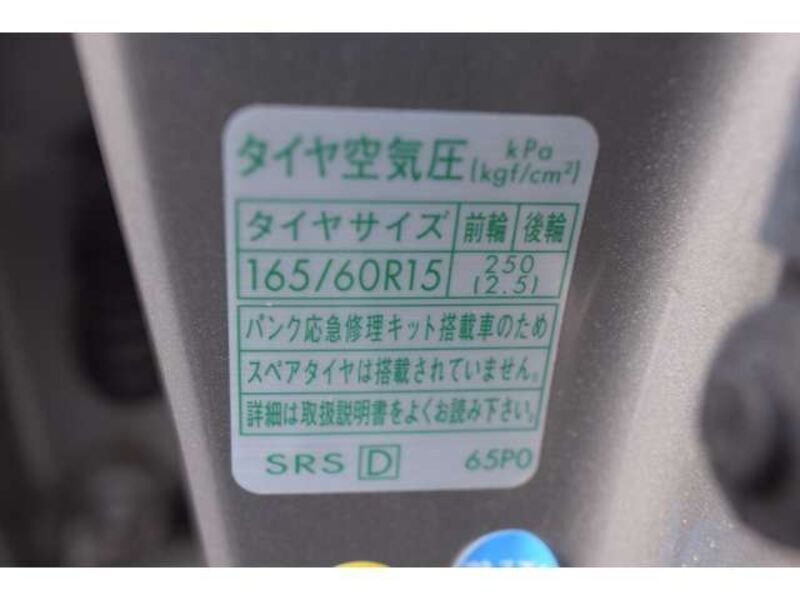 タイヤ空気圧 kPa (kgf/cm²)
タイヤサイズ 前輪 後輪
165/60R15 250 (2.5)
パンク応急修理キット搭載車のため
スペアタイヤは搭載されていません。
詳細は取扱説明書をよくお読み下さい。
SRS D 65P0